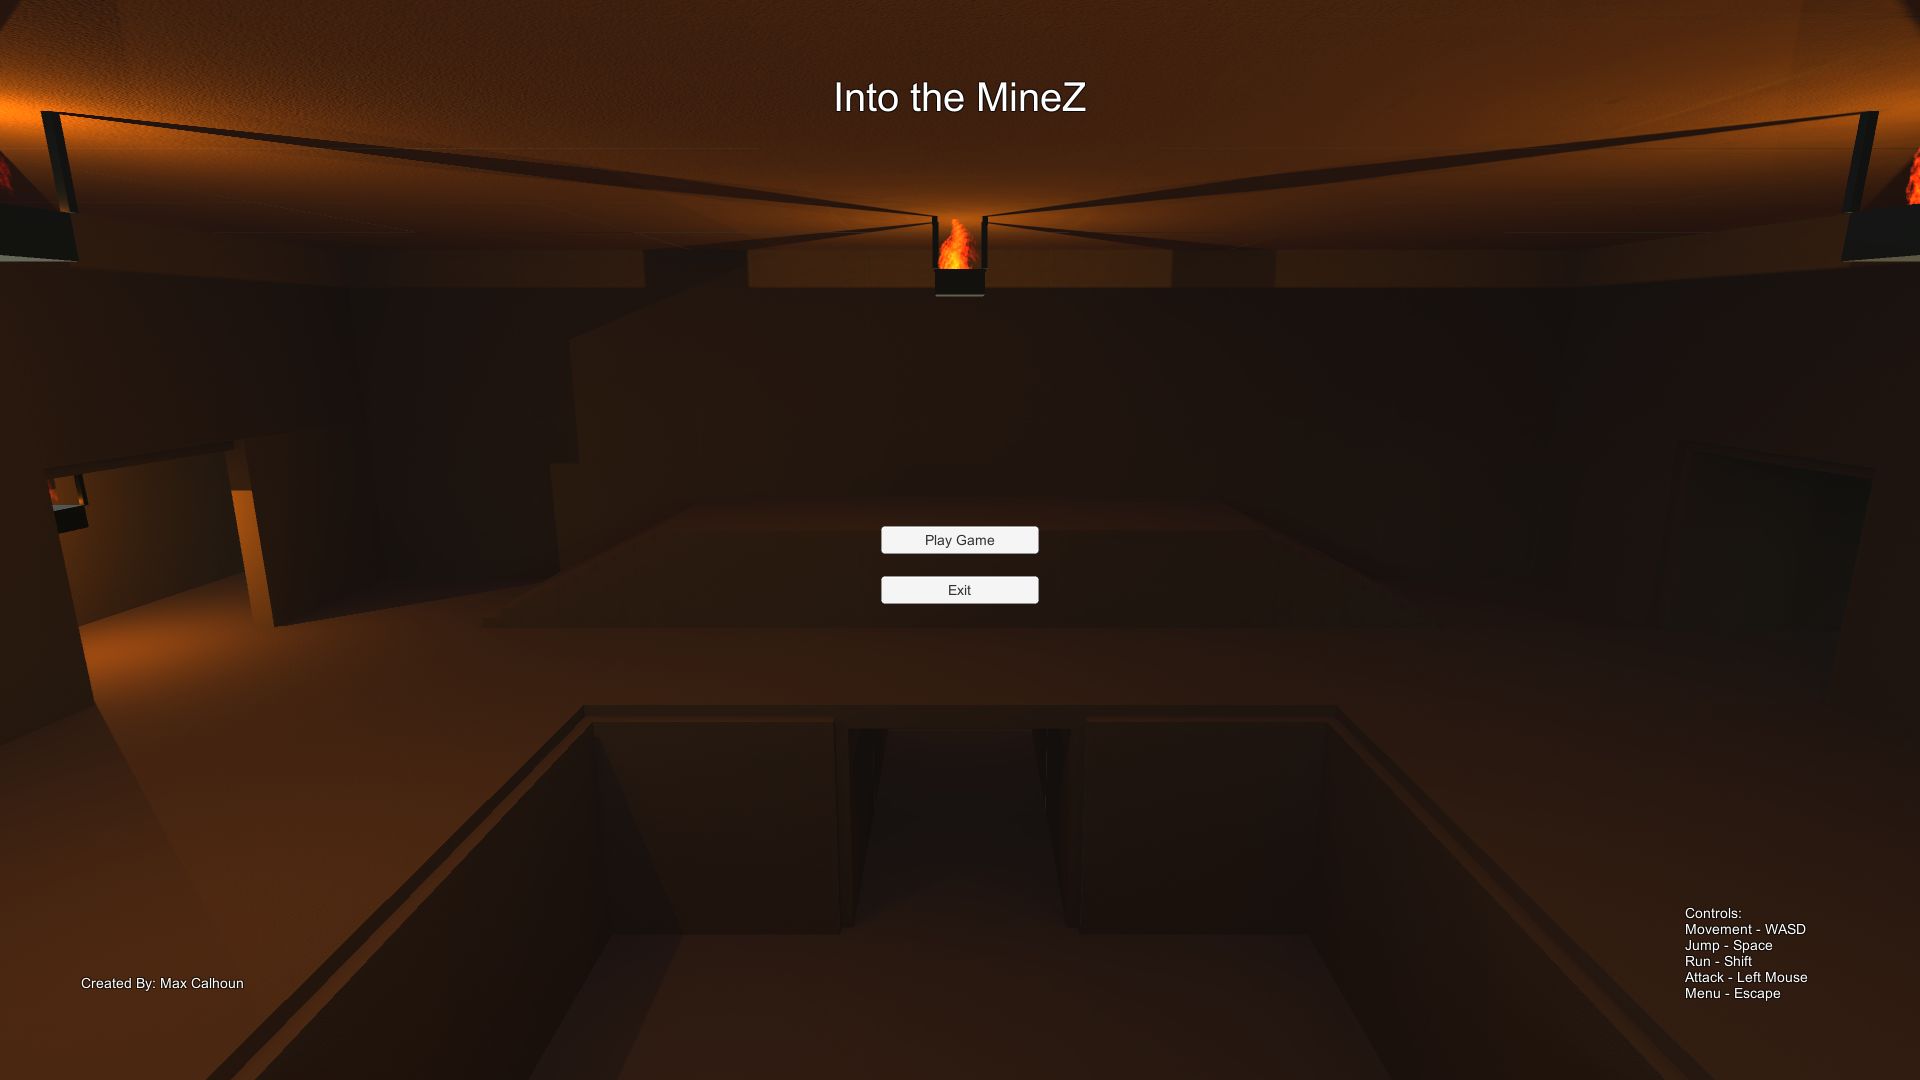 Into the MineZ
Play Game
Exit
Created By: Max Calhoun
Controls:
Movement - WASD
Jump - Space
Run - Shift
Attack - Left Mouse
Menu - Escape